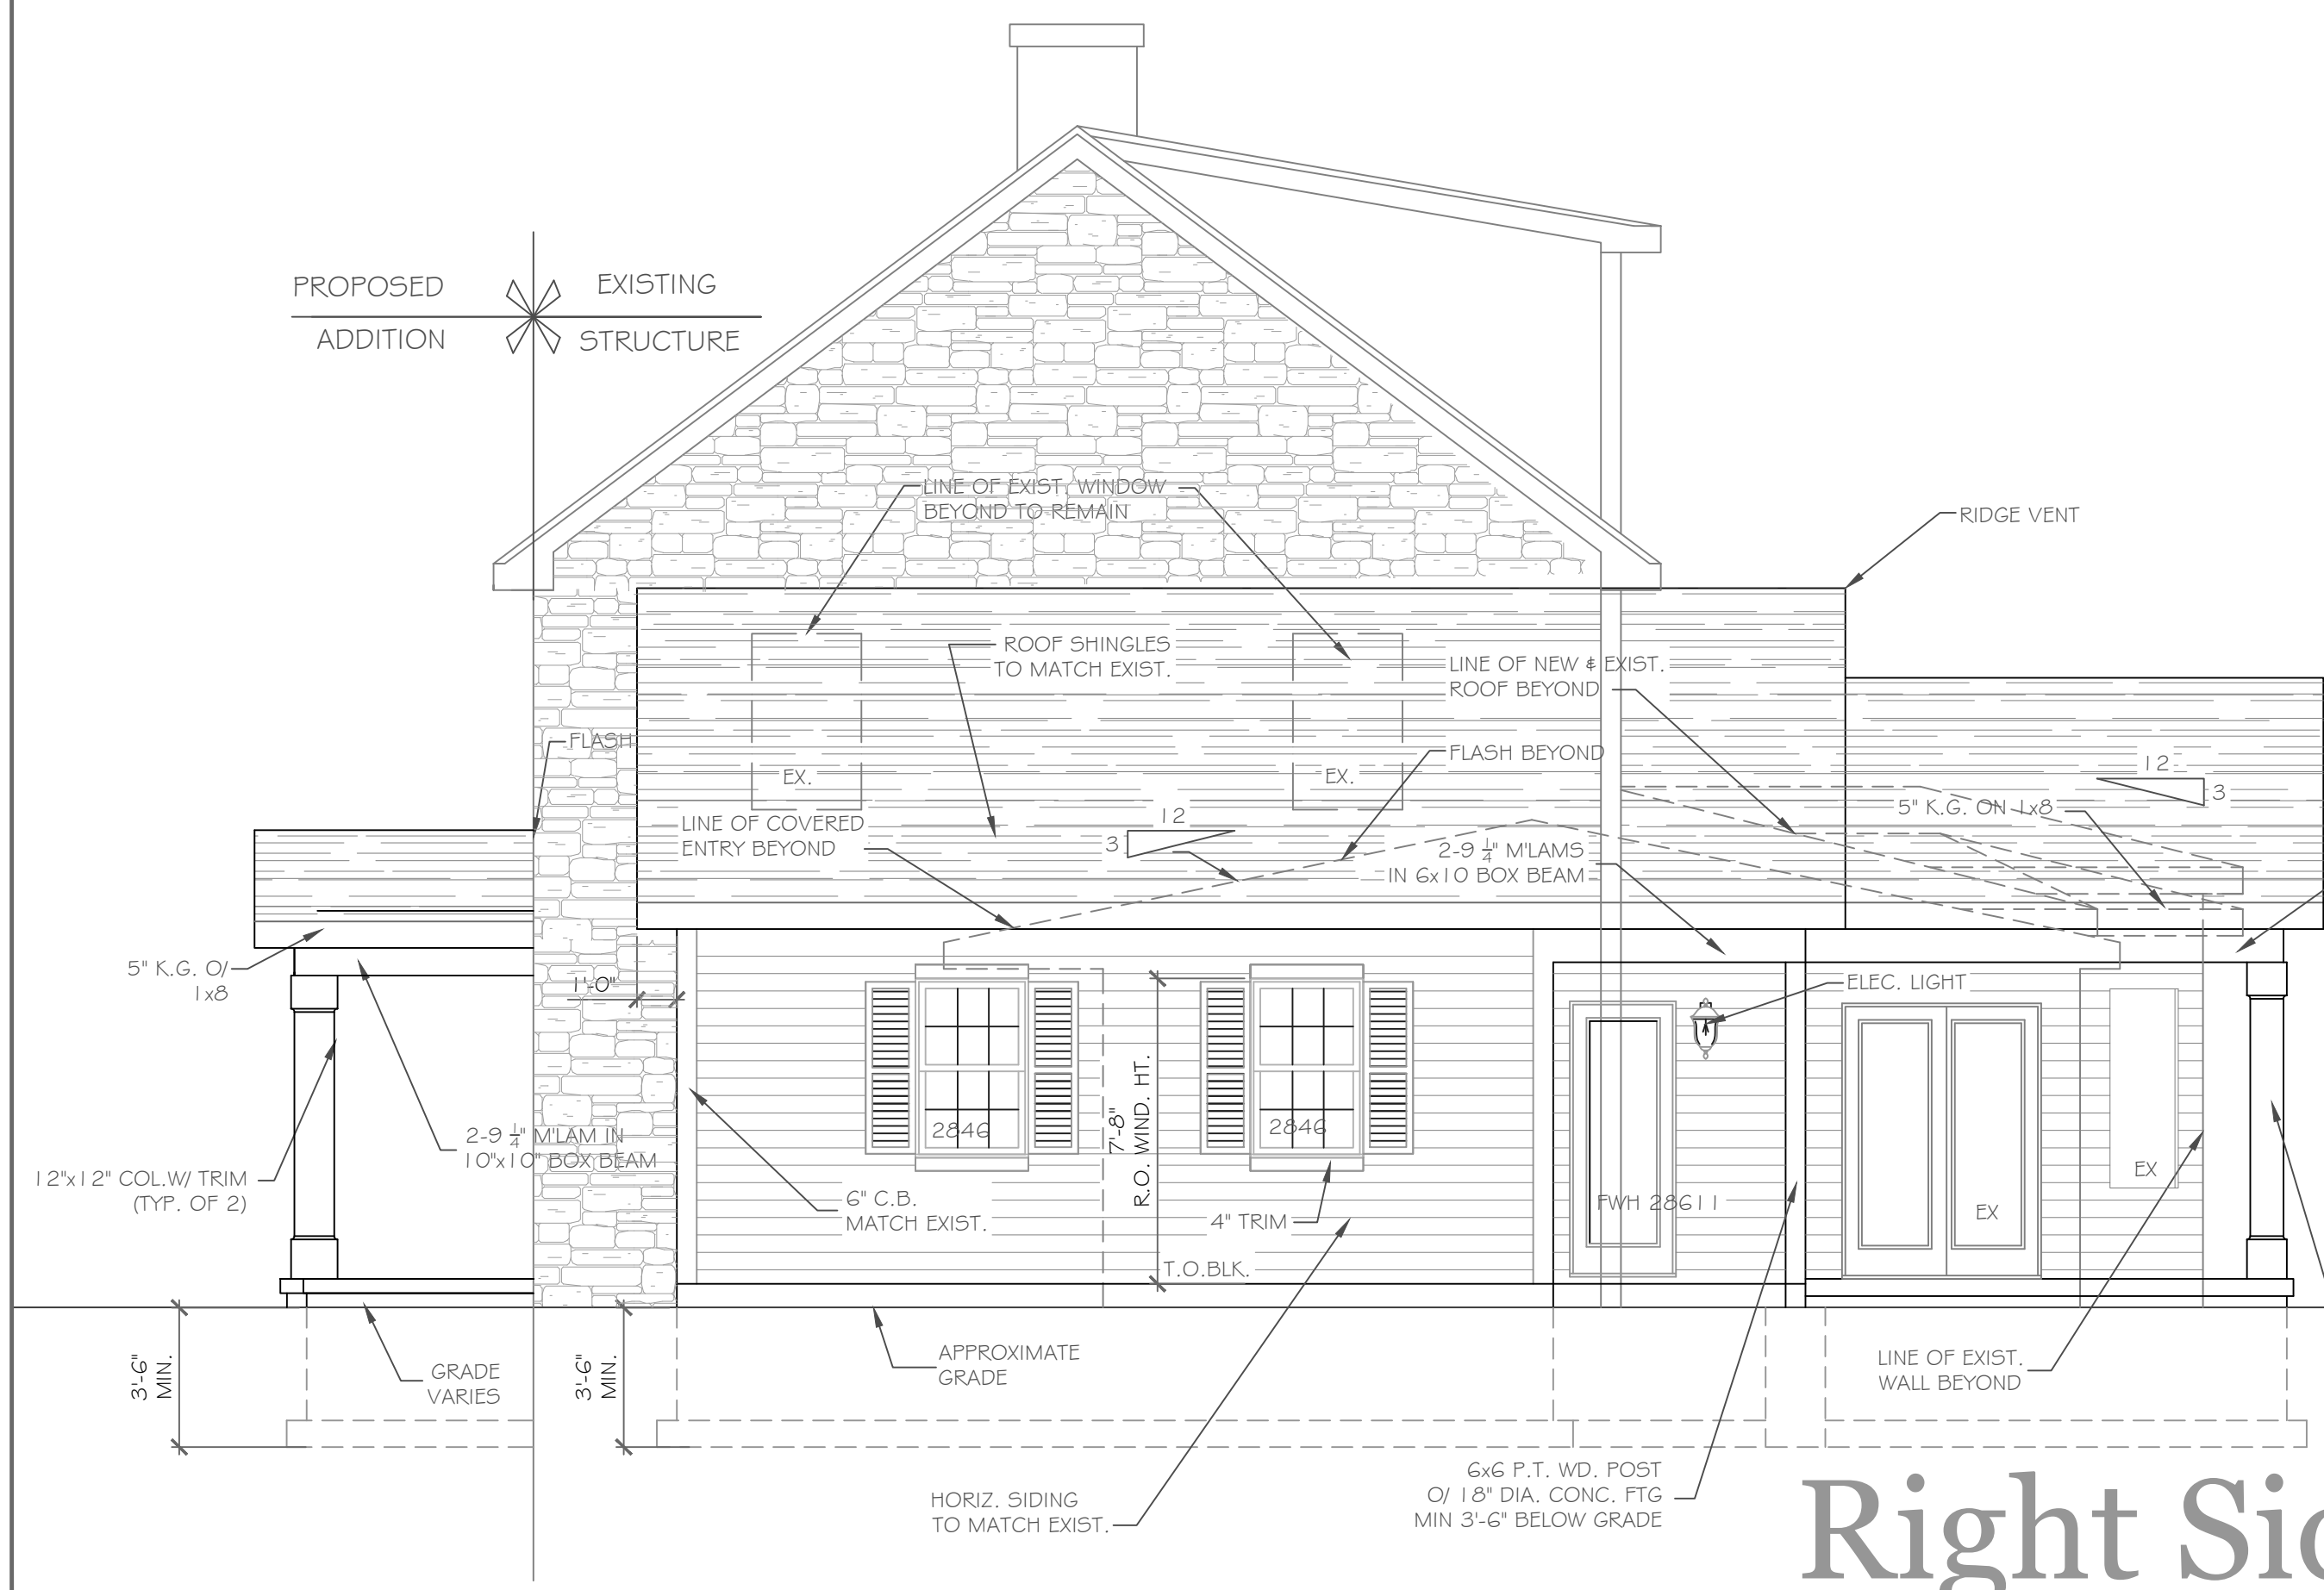 PROPOSED
ADDITION
EXISTING
STRUCTURE
LINE OF EXIST. WINDOW
BEYOND TO REMAIN
RIDGE VENT
ROOF SHINGLES
TO MATCH EXIST.
LINE OF NEW & EXIST.
ROOF BEYOND
FLASH
FLASH BEYOND
EX.
EX.
12
3
5" K.G. ON 1x8
LINE OF COVERED
ENTRY BEYOND
12
3
2-9 1/4" M'LAMS
IN 6x10 BOX BEAM
5" K.G. O/
1x8
1'-0"
ELEC. LIGHT
2-9 1/4" M'LAM IN
10"x10" BOX BEAM
12"x12" COL.W/ TRIM
(TYP. OF 2)
2846
2846
7'-8"
R.O. WIND. HT.
6" C.B.
MATCH EXIST.
4" TRIM
T.O.BLK.
FWH 28611
EX
EX
3'-6"
MIN.
GRADE
VARIES
3'-6"
MIN.
APPROXIMATE
GRADE
LINE OF EXIST.
WALL BEYOND
HORIZ. SIDING
TO MATCH EXIST.
6x6 P.T. WD. POST
O/ 18" DIA. CONC. FTG
MIN 3'-6" BELOW GRADE
Right